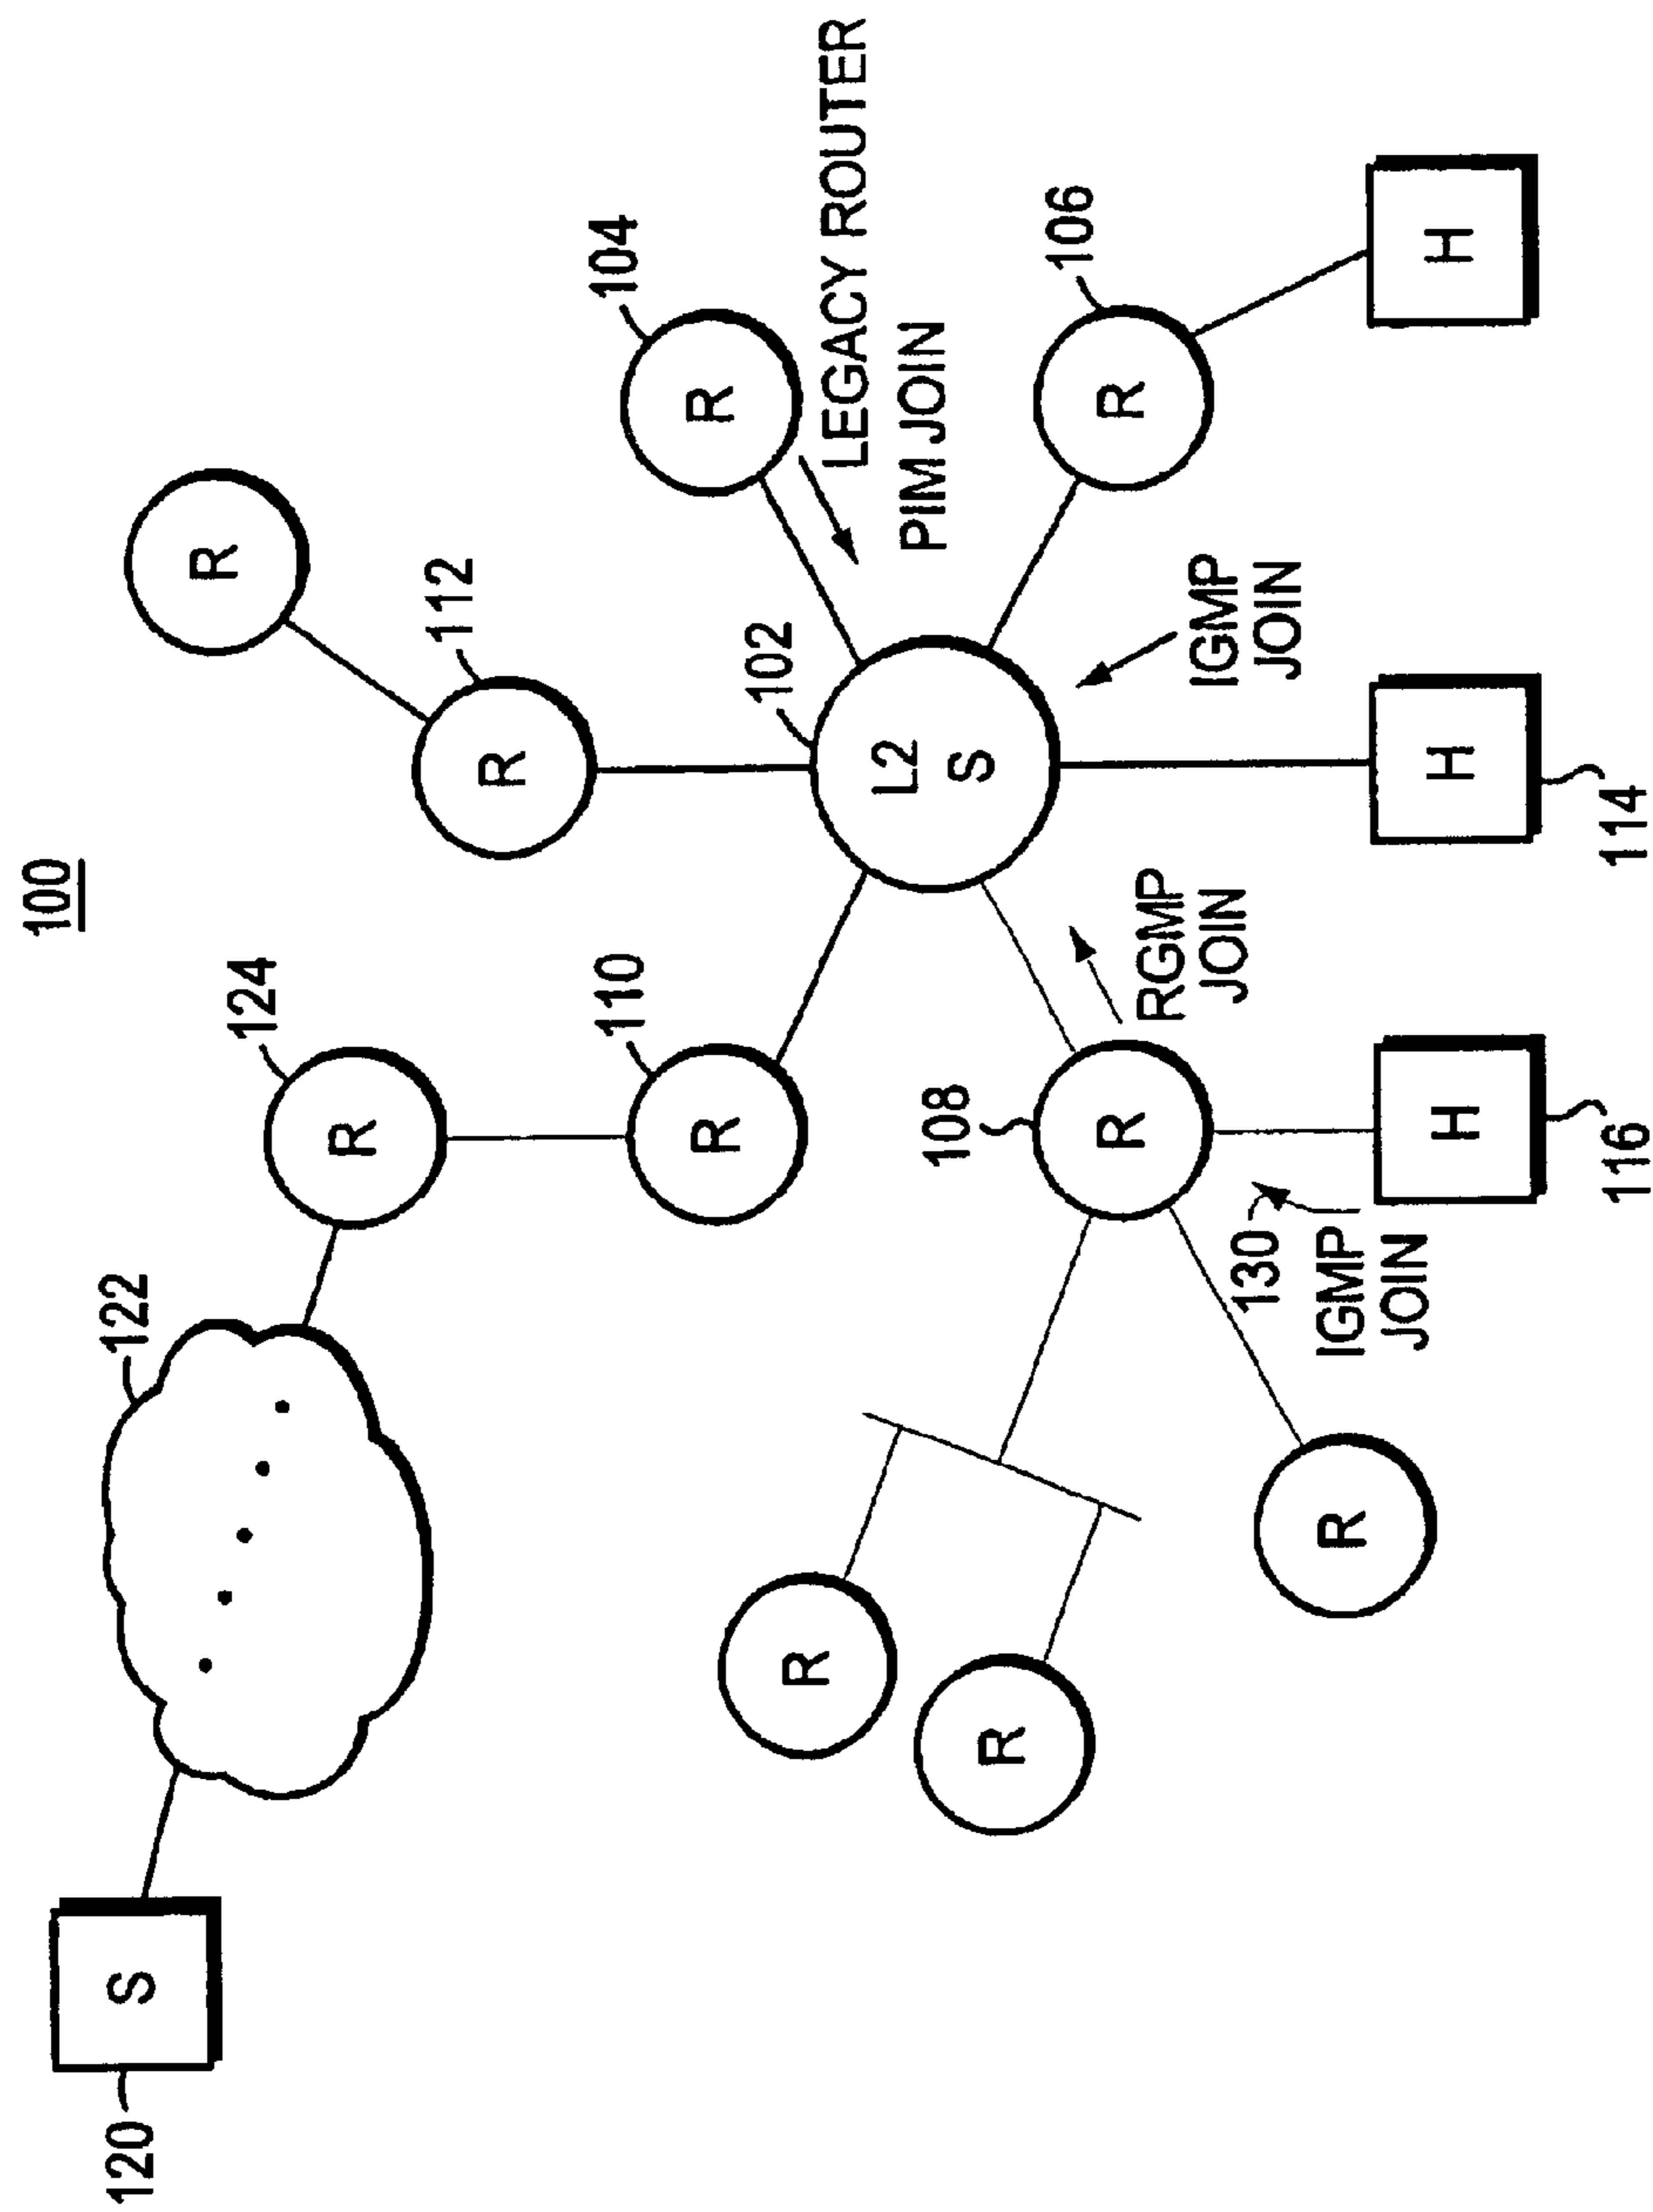 100
120
S
122
R
124
R
112
R
110
104
R
R
102
R
LEGACY ROUTER
PIM JOIN
L2
S
108
R
106
R
R
RGMP
JOIN
IGMP
JOIN
130
IGMP
JOIN
R
H
H
H
116
114